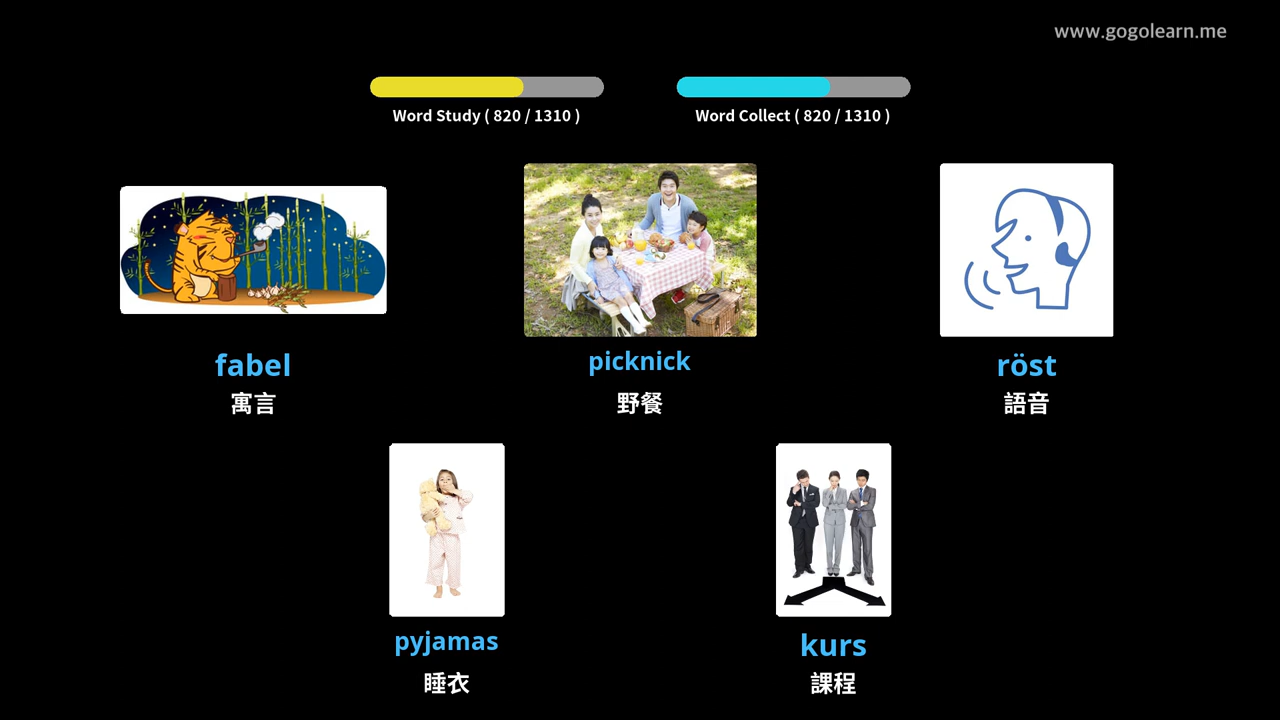 www.gogolearn.me
Word Study ( 820 / 1310 )
Word Collect ( 820 / 1310 )
fabel
寓言
picknick
野餐
röst
語音
pyjamas
睡衣
kurs
課程